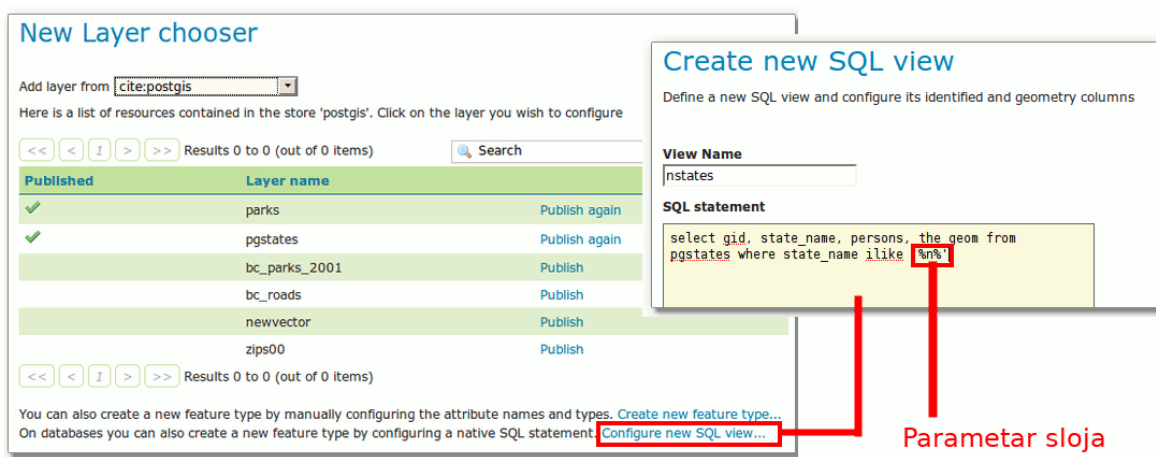 New Layer chooser
Add layer from cite:postgis
Here is a list of resources contained in the store 'postgis'. Click on the layer you wish to configure
<< < 1 > >> Results 0 to 0 (out of 0 items) Search
Published Layer name
parks Publish again
pgstates Publish again
bc_parks_2001 Publish
bc_roads Publish
newvector Publish
zips00 Publish
<< < 1 > >> Results 0 to 0 (out of 0 items)
You can also create a new feature type by manually configuring the attribute names and types. Create new feature type...
On databases you can also create a new feature type by configuring a native SQL statement. Configure new SQL view...
Create new SQL view
Define a new SQL view and configure its identified and geometry columns
View Name
nstates
SQL statement
select gid, state_name, persons, the_geom from
pgstates where state_name ilike '%n%'
Parametar sloja